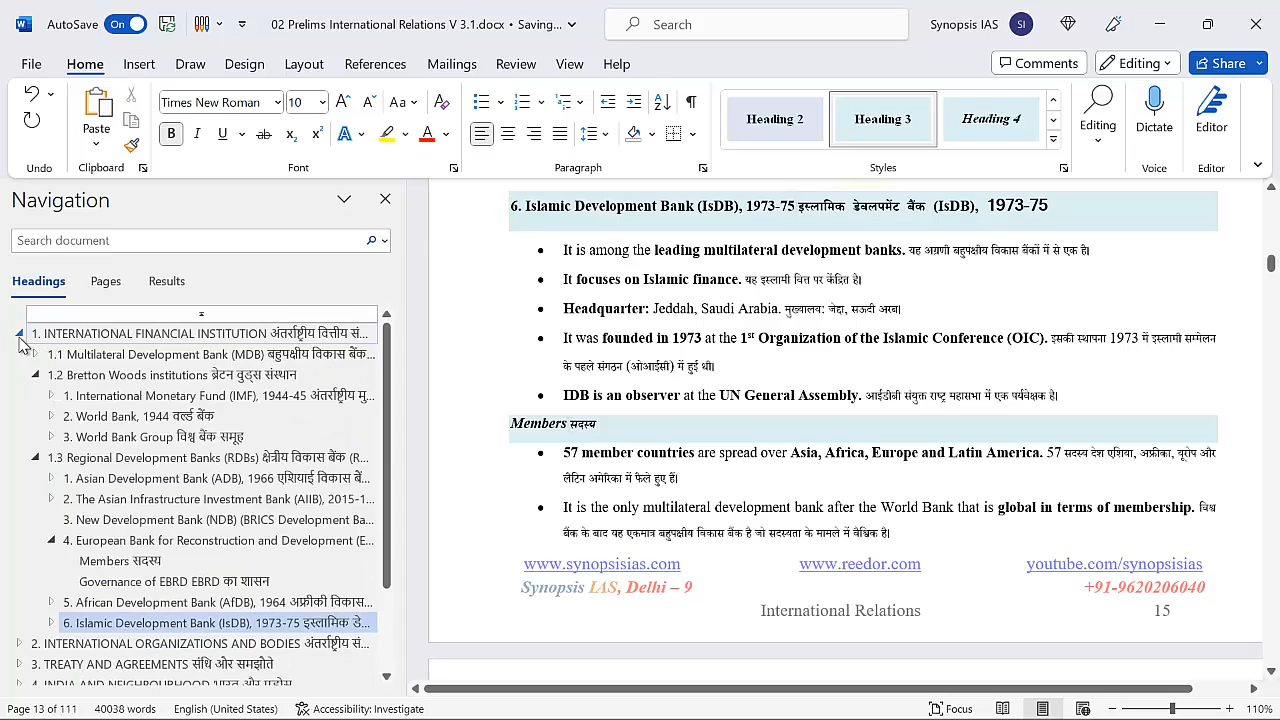 AutoSave On 02 Prelims International Relations V 3.1.docx • Saving... Search Synopsis IAS SI
File Home Insert Draw Design Layout References Mailings Review View Help Comments Editing Share
Times New Roman 10 Aa
Paste Heading 2 Heading 3 Heading 4 Editing Dictate Editor
Undo Clipboard Font Paragraph Styles Voice Editor
Navigation
Search document
Headings Pages Results
1. INTERNATIONAL FINANCIAL INSTITUTION अंतर्राष्ट्रीय वित्तीय सं...
1.1 Multilateral Development Bank (MDB) बहुपक्षीय विकास बैंक...
1.2 Bretton Woods institutions ब्रेटन वुड्स संस्थान
1. International Monetary Fund (IMF), 1944-45 अंतर्राष्ट्रीय मु...
2. World Bank, 1944 वर्ल्ड बैंक
3. World Bank Group विश्व बैंक समूह
1.3 Regional Development Banks (RDBs) क्षेत्रीय विकास बैंक (R...
1. Asian Development Bank (ADB), 1966 एशियाई विकास बैं...
2. The Asian Infrastructure Investment Bank (AIIB), 2015-1...
3. New Development Bank (NDB) (BRICS Development Ba...
4. European Bank for Reconstruction and Development (E...
Members सदस्य
Governance of EBRD EBRD का शासन
5. African Development Bank (AfDB), 1964 अफ्रीकी विकास...
6. Islamic Development Bank (IsDB), 1973-75 इस्लामिक डे...
2. INTERNATIONAL ORGANIZATIONS AND BODIES अंतर्राष्ट्रीय सं...
3. TREATY AND AGREEMENTS संधि और समझौते
4. INDIA AND NEIGHBOURHOOD भारत और पड़ोस
6. Islamic Development Bank (IsDB), 1973-75 इस्लामिक डेवलपमेंट बैंक (IsDB), 1973-75
• It is among the leading multilateral development banks. यह अग्रणी बहुपक्षीय विकास बैंकों में से एक है।
• It focuses on Islamic finance. यह इस्लामी वित्त पर केंद्रित है।
• Headquarter: Jeddah, Saudi Arabia. मुख्यालय: जेद्दा, सऊदी अरब।
• It was founded in 1973 at the 1st Organization of the Islamic Conference (OIC). इसकी स्थापना 1973 में इस्लामी सम्मेलन
के पहले संगठन (ओआईसी) में हुई थी।
• IDB is an observer at the UN General Assembly. आईडीबी संयुक्त राष्ट्र महासभा में एक पर्यवेक्षक है।
Members सदस्य
• 57 member countries are spread over Asia, Africa, Europe and Latin America. 57 सदस्य देश एशिया, अफ्रीका, यूरोप और
लैटिन अमेरिका में फैले हुए हैं।
• It is the only multilateral development bank after the World Bank that is global in terms of membership. विश्व
बैंक के बाद यह एकमात्र बहुपक्षीय विकास बैंक है जो सदस्यता के मामले में वैश्विक है।
www.synopsisias.com www.reedor.com youtube.com/synopsisias
Synopsis IAS, Delhi – 9 +91-9620206040
International Relations 15
Page 13 of 111 40038 words English (United States) Accessibility: Investigate Focus 110%